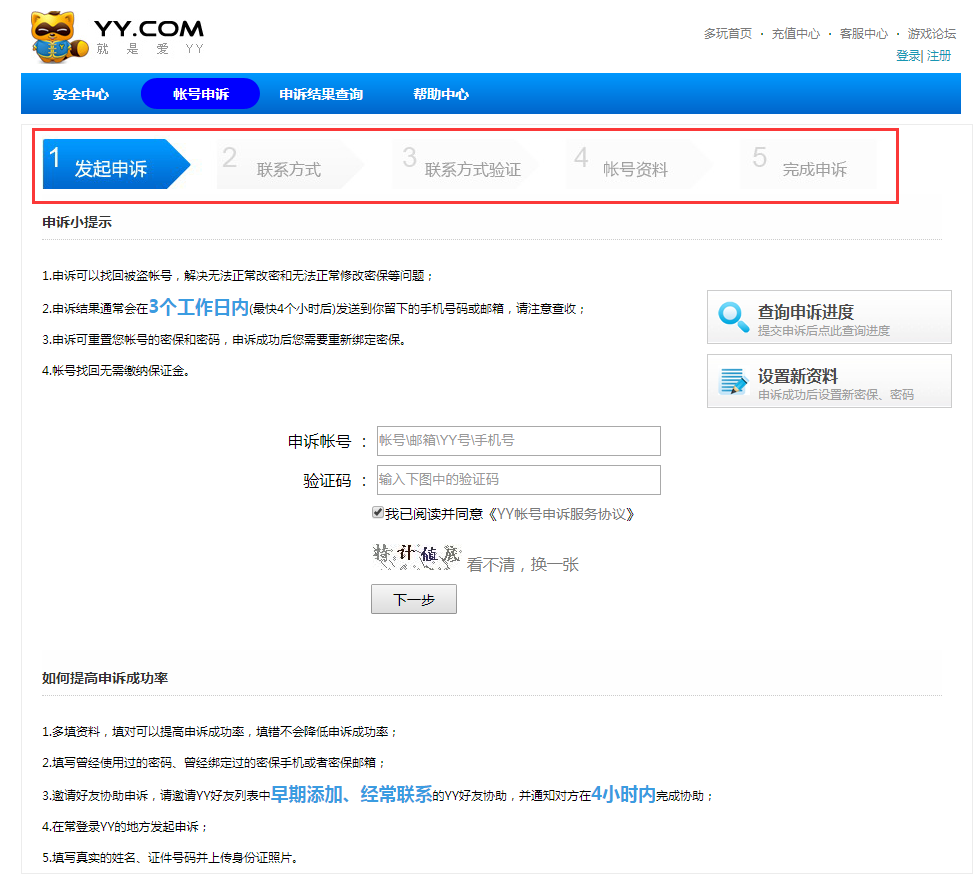 YY.COM
就是爱YY
多玩首页 · 充值中心 · 客服中心 · 游戏论坛
登录| 注册
安全中心 帐号申诉 申诉结果查询 帮助中心
1 发起申诉 2 联系方式 3 联系方式验证 4 帐号资料 5 完成申诉
申诉小提示
1.申诉可以找回被盗帐号，解决无法正常改密和无法正常修改密保等问题；
2.申诉结果通常会在3个工作日内(最快4个小时后)发送到你留下的手机号码或邮箱，请注意查收；
3.申诉可重置您帐号的密保和密码，申诉成功后您需要重新绑定密保。
4.帐号找回无需缴纳保证金。
查询申诉进度
提交申诉后点此查询进度
设置新资料
申诉成功后设置新密保、密码
申诉帐号 ： 帐号\邮箱\YY号\手机号
验证码 ： 输入下图中的验证码
我已阅读并同意《YY帐号申诉服务协议》
特计值底 看不清，换一张
下一步
如何提高申诉成功率
1.多填资料，填对可以提高申诉成功率，填错不会降低申诉成功率；
2.填写曾经使用过的密码、曾经绑定过的密保手机或者密保邮箱；
3.邀请好友协助申诉，请邀请YY好友列表中早期添加、经常联系的YY好友协助，并通知对方在4小时内完成协助；
4.在常登录YY的地方发起申诉；
5.填写真实的姓名、证件号码并上传身份证照片。